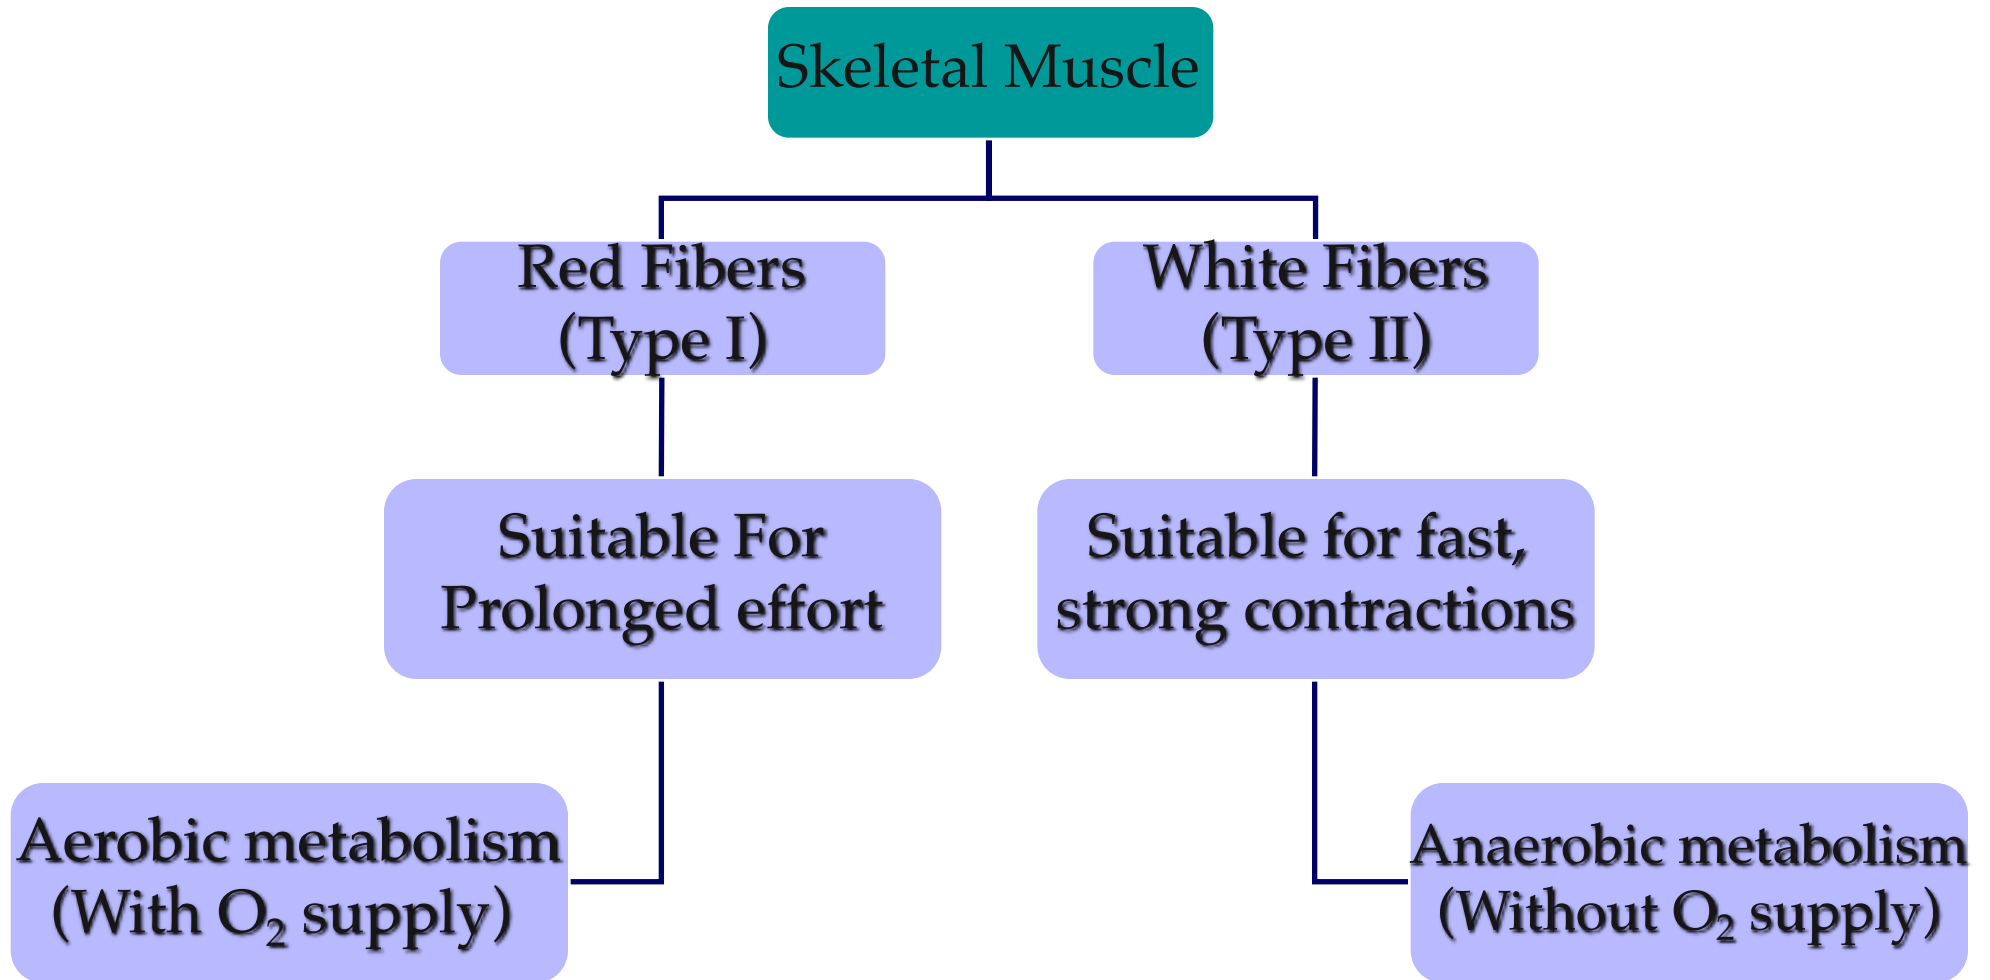 Skeletal Muscle
Red Fibers
(Type I)
White Fibers
(Type II)
Suitable For
Prolonged effort
Suitable for fast,
strong contractions
Aerobic metabolism
(With O₂ supply)
Anaerobic metabolism
(Without O₂ supply)